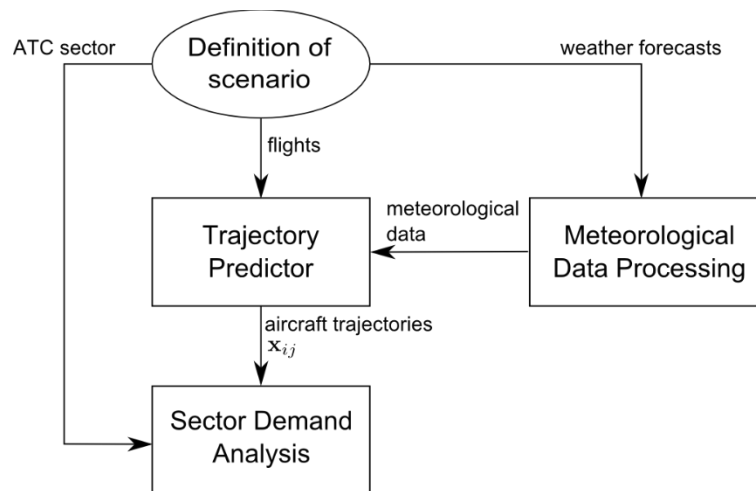 ATC sector
Definition of
scenario
weather forecasts
flights
Trajectory
Predictor
meteorological
data
Meteorological
Data Processing
aircraft trajectories
𝐱ᵢⱼ
Sector Demand
Analysis